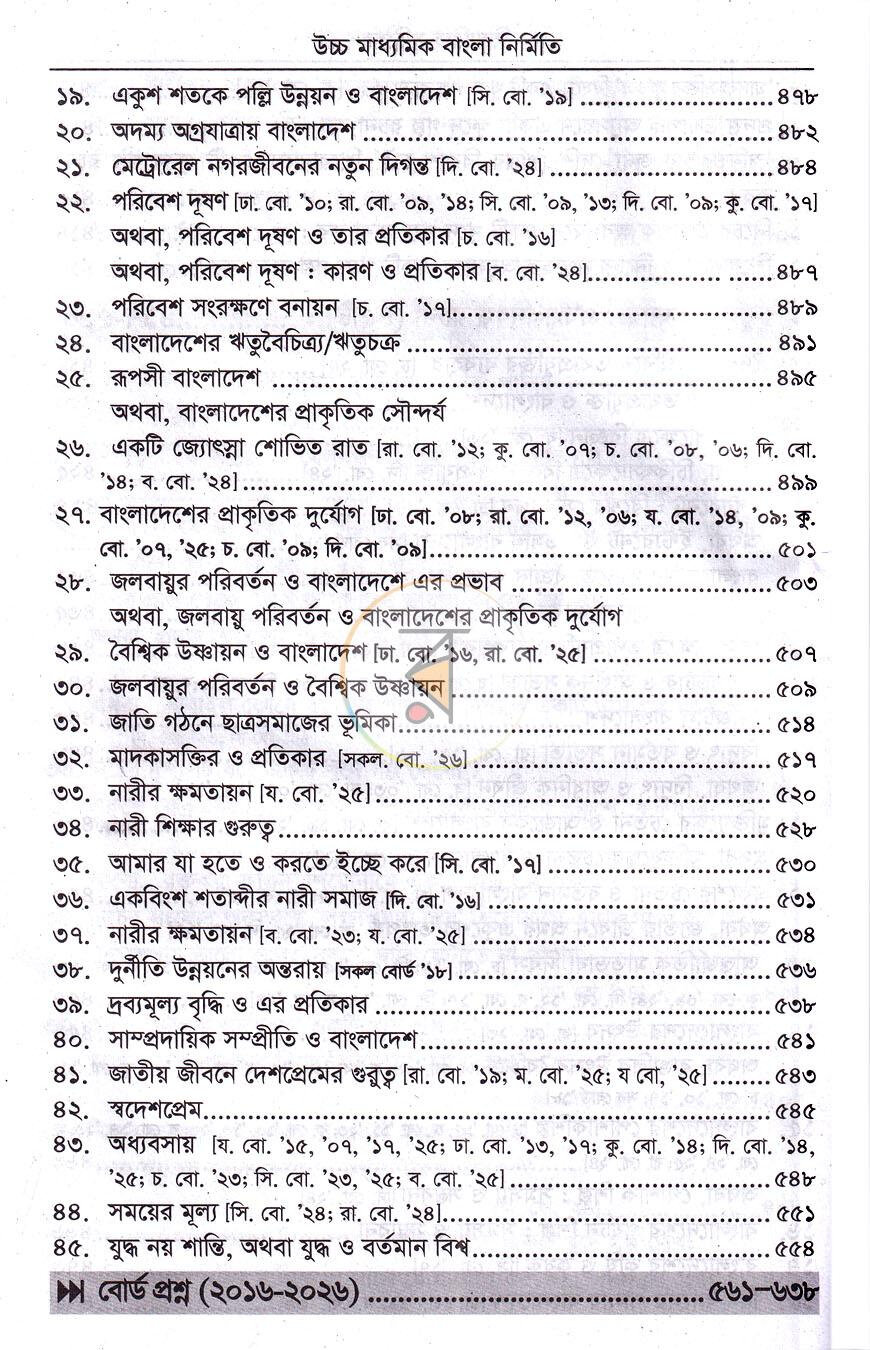 উচ্চ মাধ্যমিক বাংলা নির্মিতি
১৯. একুশ শতকে পল্লি উন্নয়ন ও বাংলাদেশ [সি. বো. ’১৯] ..............................৪৭৮
২০. অদম্য অগ্রযাত্রায় বাংলাদেশ ..............................৪৮২
২১. মেট্রোরেল নগরজীবনের নতুন দিগন্ত [দি. বো. ’২৪] ..............................৪৮৪
২২. পরিবেশ দূষণ [ঢা. বো. ’১০; রা. বো. ’০৯, ’১৪; সি. বো. ’০৯, ’১৩; দি. বো. ’০৯; কু. বো. ’১৭]
অথবা, পরিবেশ দূষণ ও তার প্রতিকার [চ. বো. ’১৬]
অথবা, পরিবেশ দূষণ : কারণ ও প্রতিকার [ব. বো. ’২৪]..............................৪৮৭
২৩. পরিবেশ সংরক্ষণে বনায়ন [চ. বো. ’১৭]..............................৪৮৯
২৪. বাংলাদেশের ঋতুবৈচিত্র্য/ঋতুচক্র ..............................৪৯১
২৫. রূপসী বাংলাদেশ ..............................৪৯৫
অথবা, বাংলাদেশের প্রাকৃতিক সৌন্দর্য
২৬. একটি জ্যোৎস্না শোভিত রাত [রা. বো. ’১২; কু. বো. ’০৭; চ. বো. ’০৮, ’০৬; দি. বো.
’১৪; ব. বো. ’২৪]..............................৪৯৯
২৭. বাংলাদেশের প্রাকৃতিক দুর্যোগ [ঢা. বো. ’০৮; রা. বো. ’১২, ’০৬; য. বো. ’১৪, ’০৯; কু.
বো. ’০৭, ’২৫; চ. বো. ’০৯; দি. বো. ’০৯]..............................৫০১
২৮. জলবায়ুর পরিবর্তন ও বাংলাদেশে এর প্রভাব ..............................৫০৩
অথবা, জলবায়ু পরিবর্তন ও বাংলাদেশের প্রাকৃতিক দুর্যোগ
২৯. বৈশ্বিক উষ্ণায়ন ও বাংলাদেশ [ঢা. বো. ’১৬, রা. বো. ’২৫] ..............................৫০৭
৩০. জলবায়ুর পরিবর্তন ও বৈশ্বিক উষ্ণায়ন ..............................৫০৯
৩১. জাতি গঠনে ছাত্রসমাজের ভূমিকা..............................৫১৪
৩২. মাদকাসক্তির ও প্রতিকার [সকল. বো. ’২৬] ..............................৫১৭
৩৩. নারীর ক্ষমতায়ন [য. বো. ’২৫]..............................৫২০
৩৪. নারী শিক্ষার গুরুত্ব..............................৫২৮
৩৫. আমার যা হতে ও করতে ইচ্ছে করে [সি. বো. ’১৭] ..............................৫৩০
৩৬. একবিংশ শতাব্দীর নারী সমাজ [দি. বো. ’১৬] ..............................৫৩১
৩৭. নারীর ক্ষমতায়ন [ব. বো. ’২৩; য. বো. ’২৫] ..............................৫৩৪
৩৮. দুর্নীতি উন্নয়নের অন্তরায় [সকল বোর্ড ’১৮]..............................৫৩৬
৩৯. দ্রব্যমূল্য বৃদ্ধি ও এর প্রতিকার ..............................৫৩৮
৪০. সাম্প্রদায়িক সম্প্রীতি ও বাংলাদেশ..............................৫৪১
৪১. জাতীয় জীবনে দেশপ্রেমের গুরুত্ব [রা. বো. ’১৯; ম. বো. ’২৫; য বো, ’২৫] .........৫৪৩
৪২. স্বদেশপ্রেম..............................৫৪৫
৪৩. অধ্যবসায় [য. বো. ’১৫, ’০৭, ’১৭, ’২৫; ঢা. বো. ’১৩, ’১৭; কু. বো. ’১৪; দি. বো. ’১৪,
’২৫; চ. বো. ’২৩; সি. বো. ’২৩, ’২৫; ব. বো. ’২৫] ..............................৫৪৮
৪৪. সময়ের মূল্য [সি. বো. ’২৪; রা. বো. ’২৪]..............................৫৫১
৪৫. যুদ্ধ নয় শান্তি, অথবা যুদ্ধ ও বর্তমান বিশ্ব..............................৫৫৪
বোর্ড প্রশ্ন (২০১৬-২০২৬) ..............................৫৬১–৬৩৮